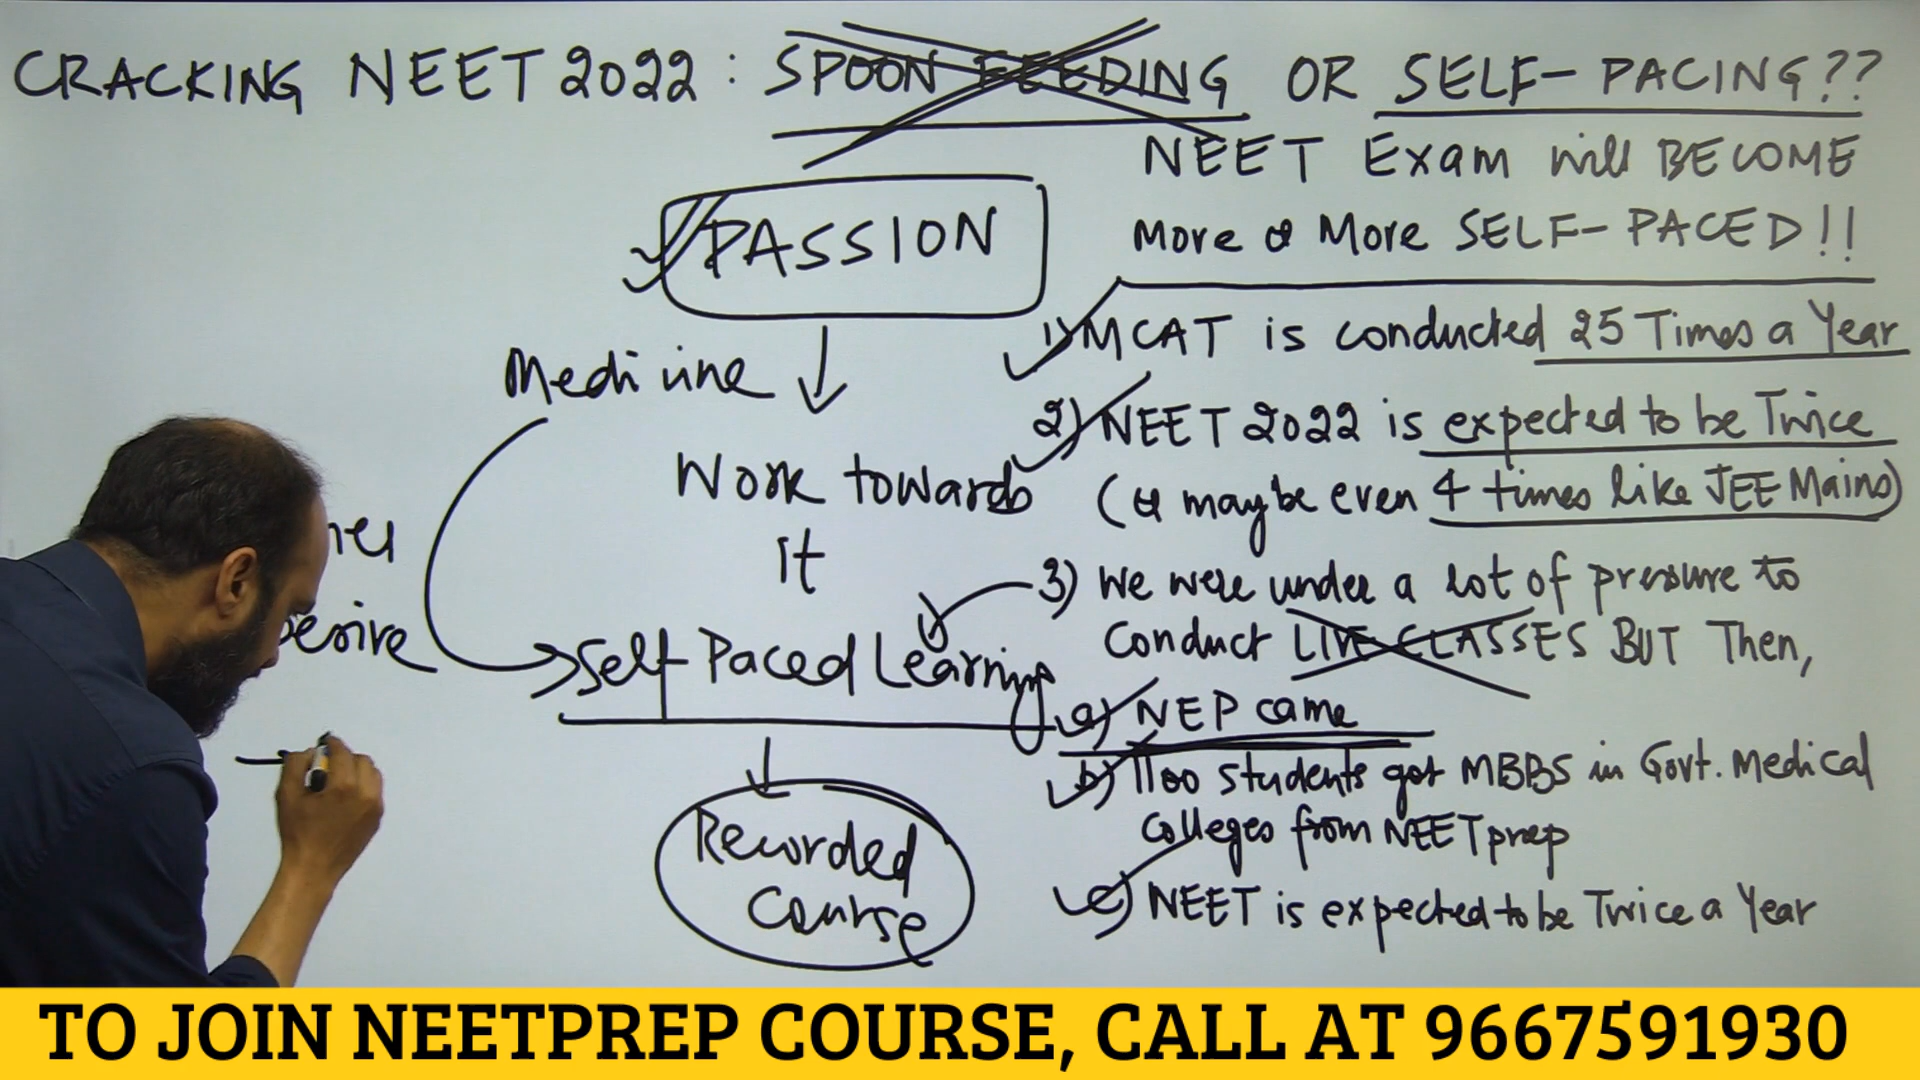 CRACKING NEET 2022 : SPOON FEEDING OR SELF-PACING??
NEET Exam will BECOME
More & More SELF-PACED!!
PASSION
Medicine
Work towards
it
Desire
Self Paced Learning
Recorded
Course
1) MCAT is conducted 25 Times a Year
2) NEET 2022 is expected to be Twice
(& maybe even 4 times like JEE Mains)
3) We were under a lot of pressure to
conduct LIVE CLASSES BUT Then,
a) NEP came
b) 1100 students got MBBS in Govt. Medical
Colleges from NEETprep
c) NEET is expected to be Twice a Year
TO JOIN NEETPREP COURSE, CALL AT 9667591930